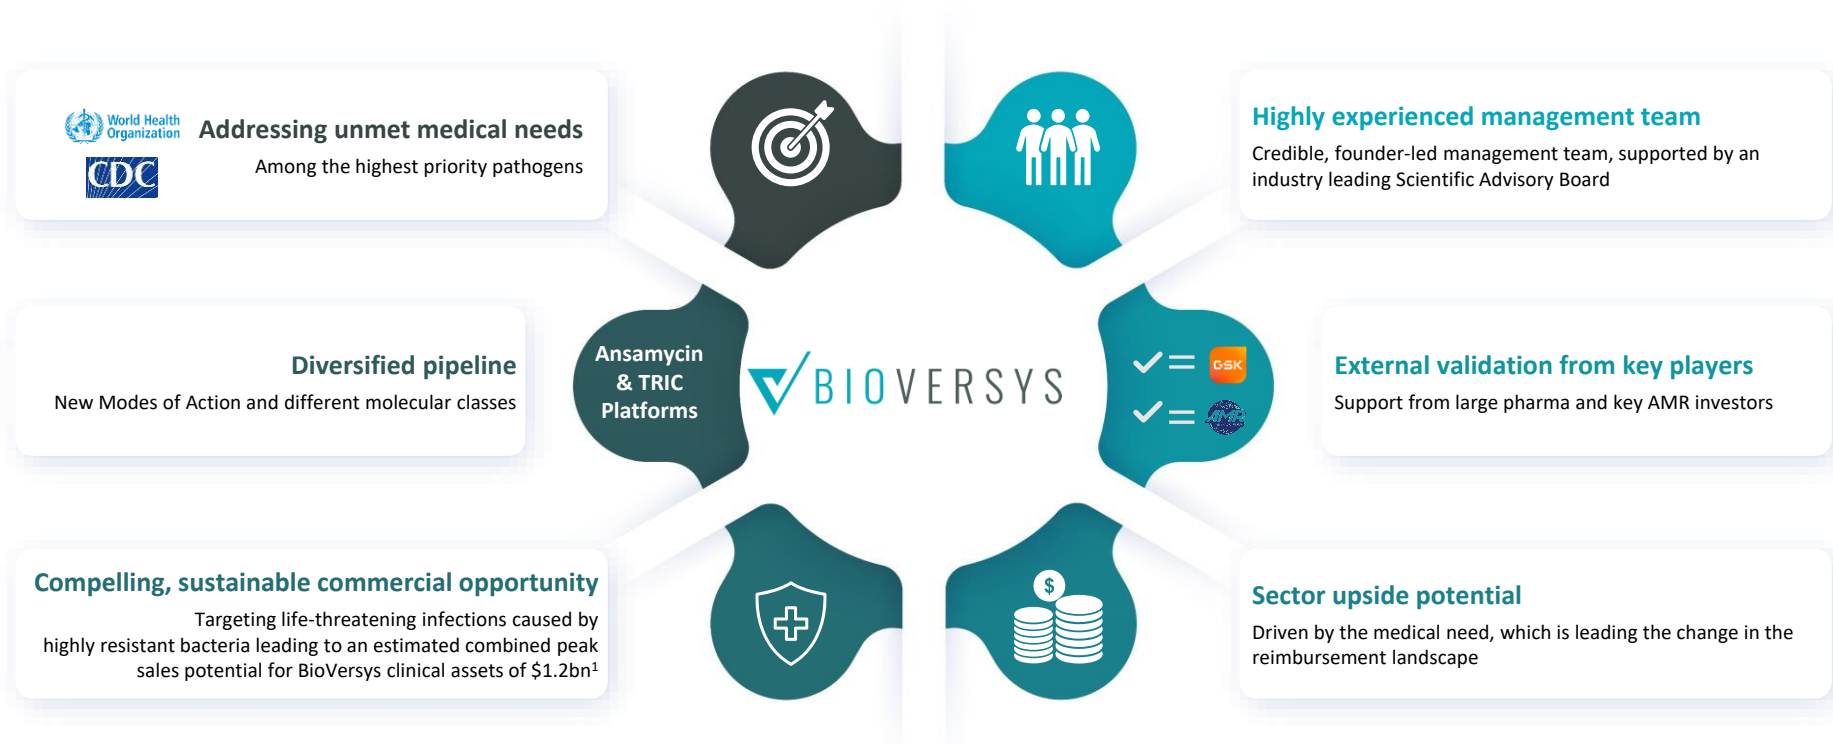 World Health
Organization
CDC
Addressing unmet medical needs
Among the highest priority pathogens
Highly experienced management team
Credible, founder-led management team, supported by an
industry leading Scientific Advisory Board
Diversified pipeline
New Modes of Action and different molecular classes
Ansamycin
& TRIC
Platforms
BIOVERSYS
GSK
AMR
External validation from key players
Support from large pharma and key AMR investors
Compelling, sustainable commercial opportunity
Targeting life-threatening infections caused by
highly resistant bacteria leading to an estimated combined peak
sales potential for BioVersys clinical assets of $1.2bn¹
$
Sector upside potential
Driven by the medical need, which is leading the change in the
reimbursement landscape